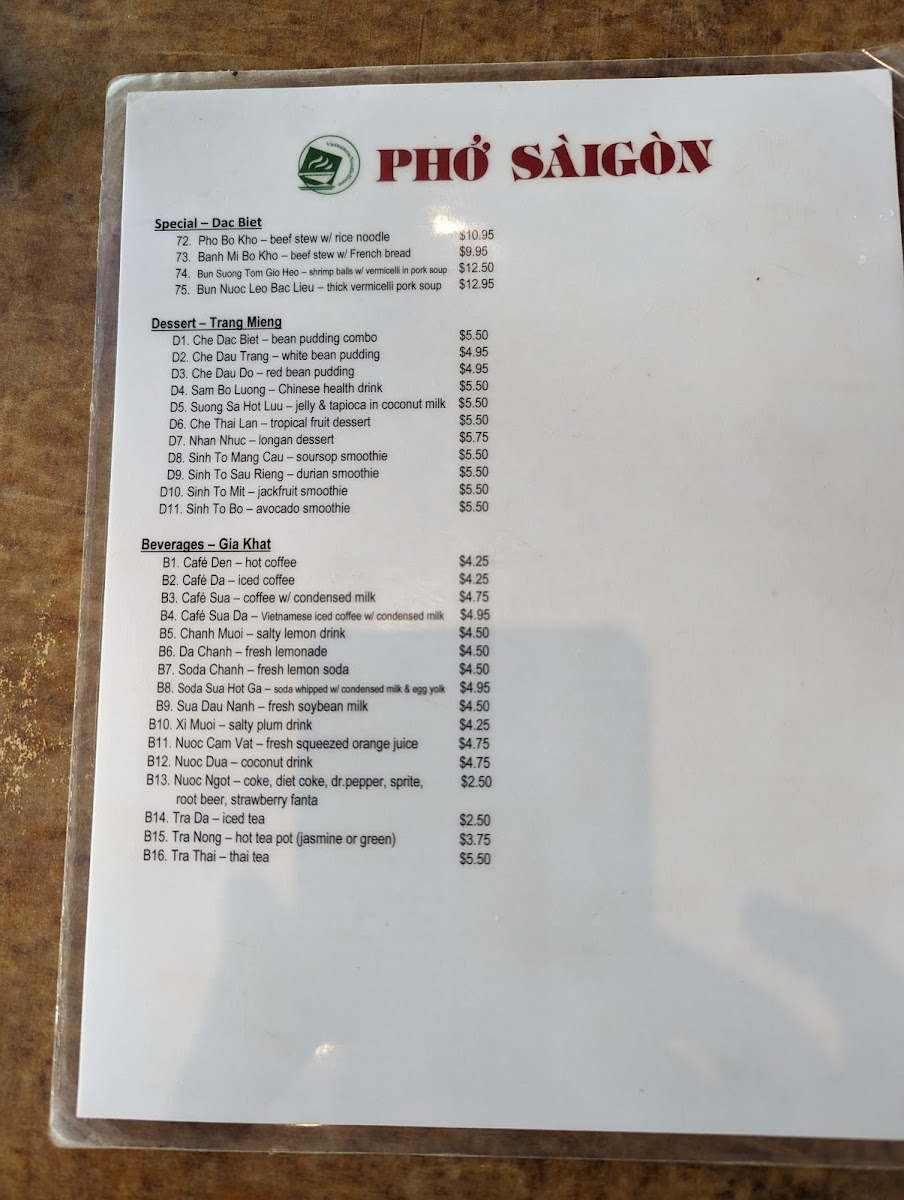 PHỞ SÀIGÒN
Special – Dac Biet
72. Pho Bo Kho – beef stew w/ rice noodle $10.95
73. Banh Mi Bo Kho – beef stew w/ French bread $9.95
74. Bun Suong Tom Gio Heo – shrimp balls w/ vermicelli in pork soup $12.50
75. Bun Nuoc Leo Bac Lieu – thick vermicelli pork soup $12.95
Dessert – Trang Mieng
D1. Che Dac Biet – bean pudding combo $5.50
D2. Che Dau Trang – white bean pudding $4.95
D3. Che Dau Do – red bean pudding $4.95
D4. Sam Bo Luong – Chinese health drink $5.50
D5. Suong Sa Hot Luu – jelly & tapioca in coconut milk $5.50
D6. Che Thai Lan – tropical fruit dessert $5.50
D7. Nhan Nhuc – longan dessert $5.75
D8. Sinh To Mang Cau – soursop smoothie $5.50
D9. Sinh To Sau Rieng – durian smoothie $5.50
D10. Sinh To Mit – jackfruit smoothie $5.50
D11. Sinh To Bo – avocado smoothie $5.50
Beverages – Gia Khat
B1. Café Den – hot coffee $4.25
B2. Café Da – iced coffee $4.25
B3. Café Sua – coffee w/ condensed milk $4.75
B4. Café Sua Da – Vietnamese iced coffee w/ condensed milk $4.95
B5. Chanh Muoi – salty lemon drink $4.50
B6. Da Chanh – fresh lemonade $4.50
B7. Soda Chanh – fresh lemon soda $4.50
B8. Soda Sua Hot Ga – soda whipped w/ condensed milk & egg yolk $4.95
B9. Sua Dau Nanh – fresh soybean milk $4.50
B10. Xi Muoi – salty plum drink $4.25
B11. Nuoc Cam Vat – fresh squeezed orange juice $4.75
B12. Nuoc Dua – coconut drink $4.75
B13. Nuoc Ngot – coke, diet coke, dr.pepper, sprite, $2.50
root beer, strawberry fanta
B14. Tra Da – iced tea $2.50
B15. Tra Nong – hot tea pot (jasmine or green) $3.75
B16. Tra Thai – thai tea $5.50